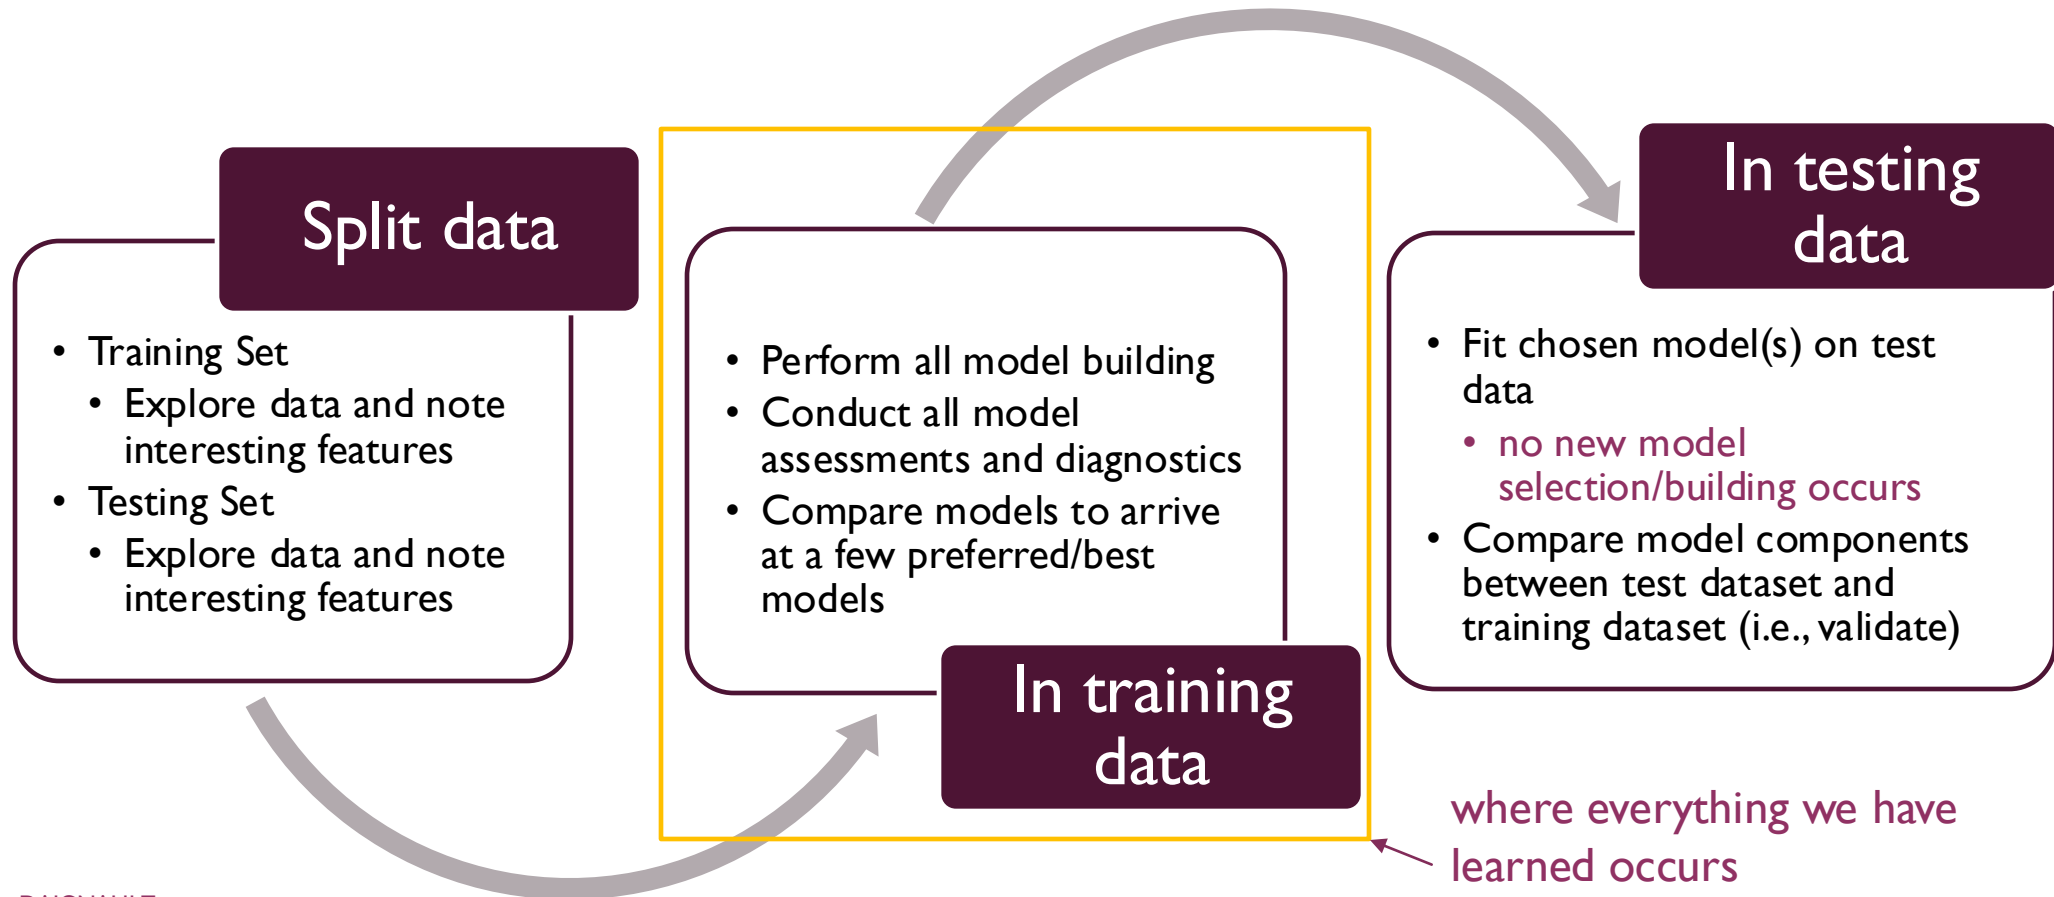 Split data
• Training Set
• Explore data and note
interesting features
• Testing Set
• Explore data and note
interesting features
• Perform all model building
• Conduct all model
assessments and diagnostics
• Compare models to arrive
at a few preferred/best
models
In training
data
In testing
data
• Fit chosen model(s) on test
data
• no new model
selection/building occurs
• Compare model components
between test dataset and
training dataset (i.e., validate)
where everything we have
learned occurs